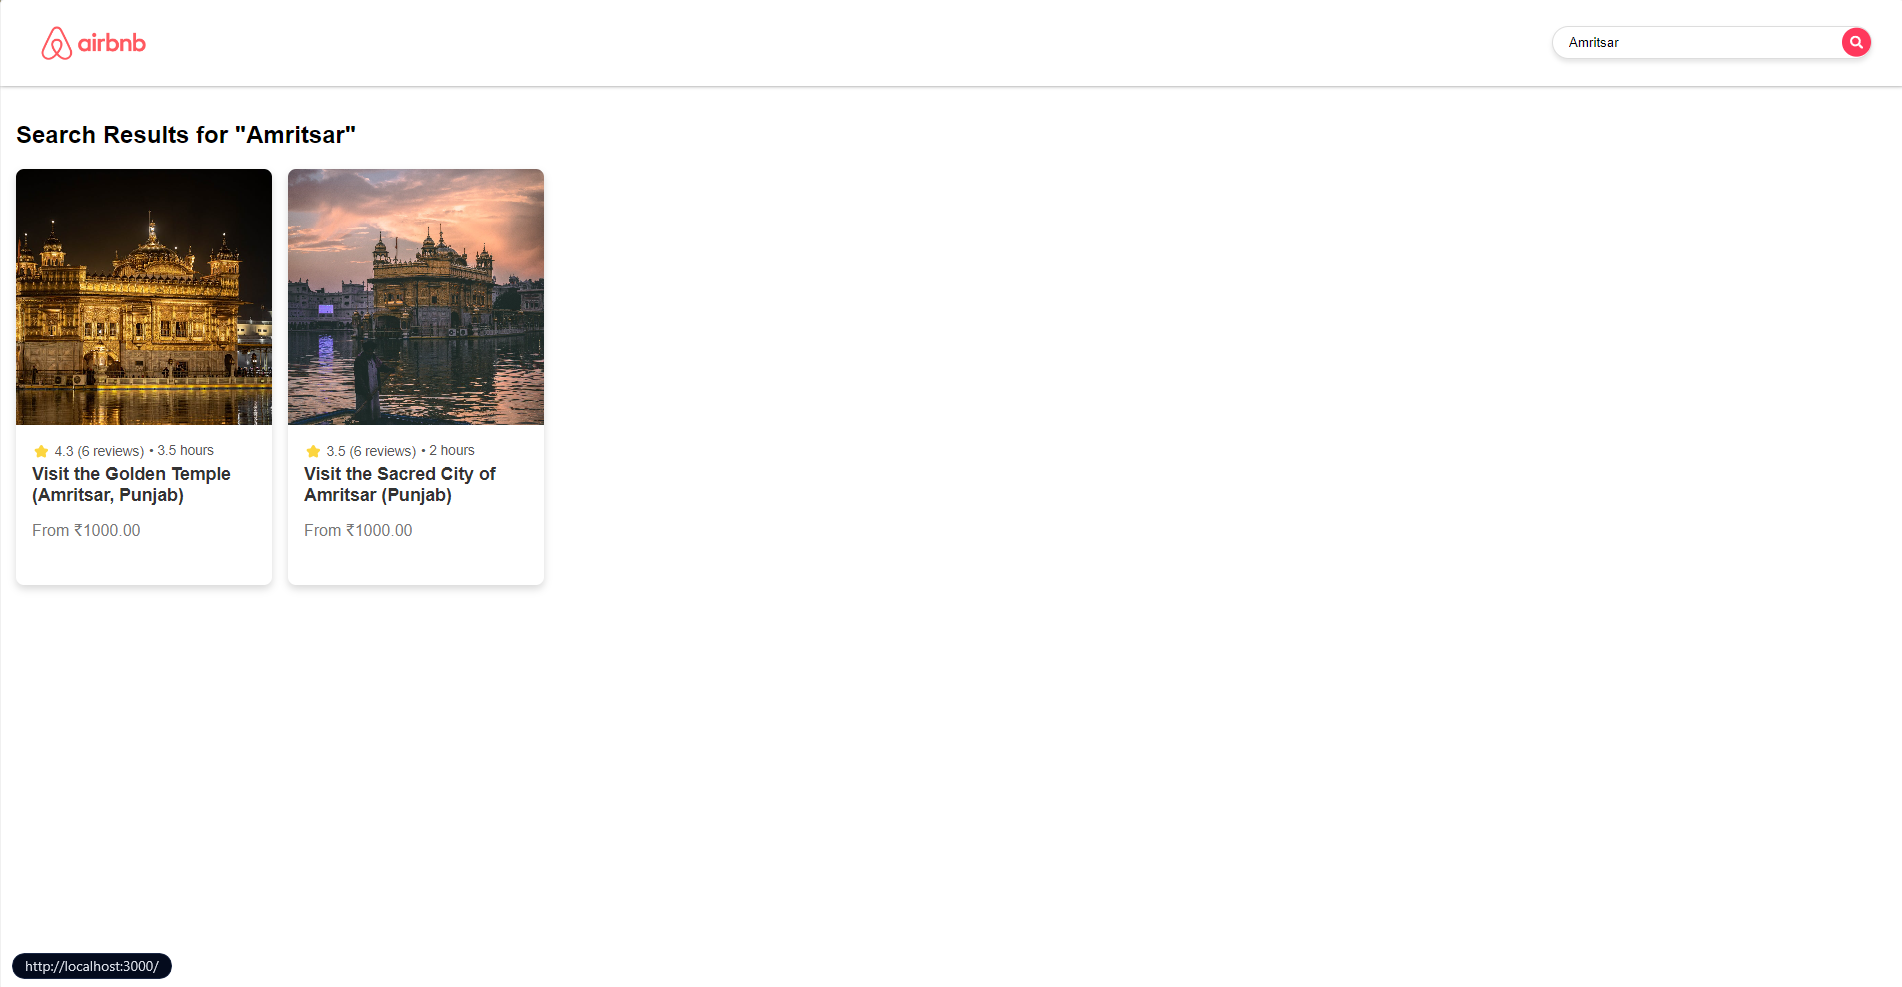 airbnb
Amritsar
Search Results for "Amritsar"
4.3 (6 reviews) • 3.5 hours
Visit the Golden Temple
(Amritsar, Punjab)
From ₹1000.00
3.5 (6 reviews) • 2 hours
Visit the Sacred City of
Amritsar (Punjab)
From ₹1000.00
http://localhost:3000/